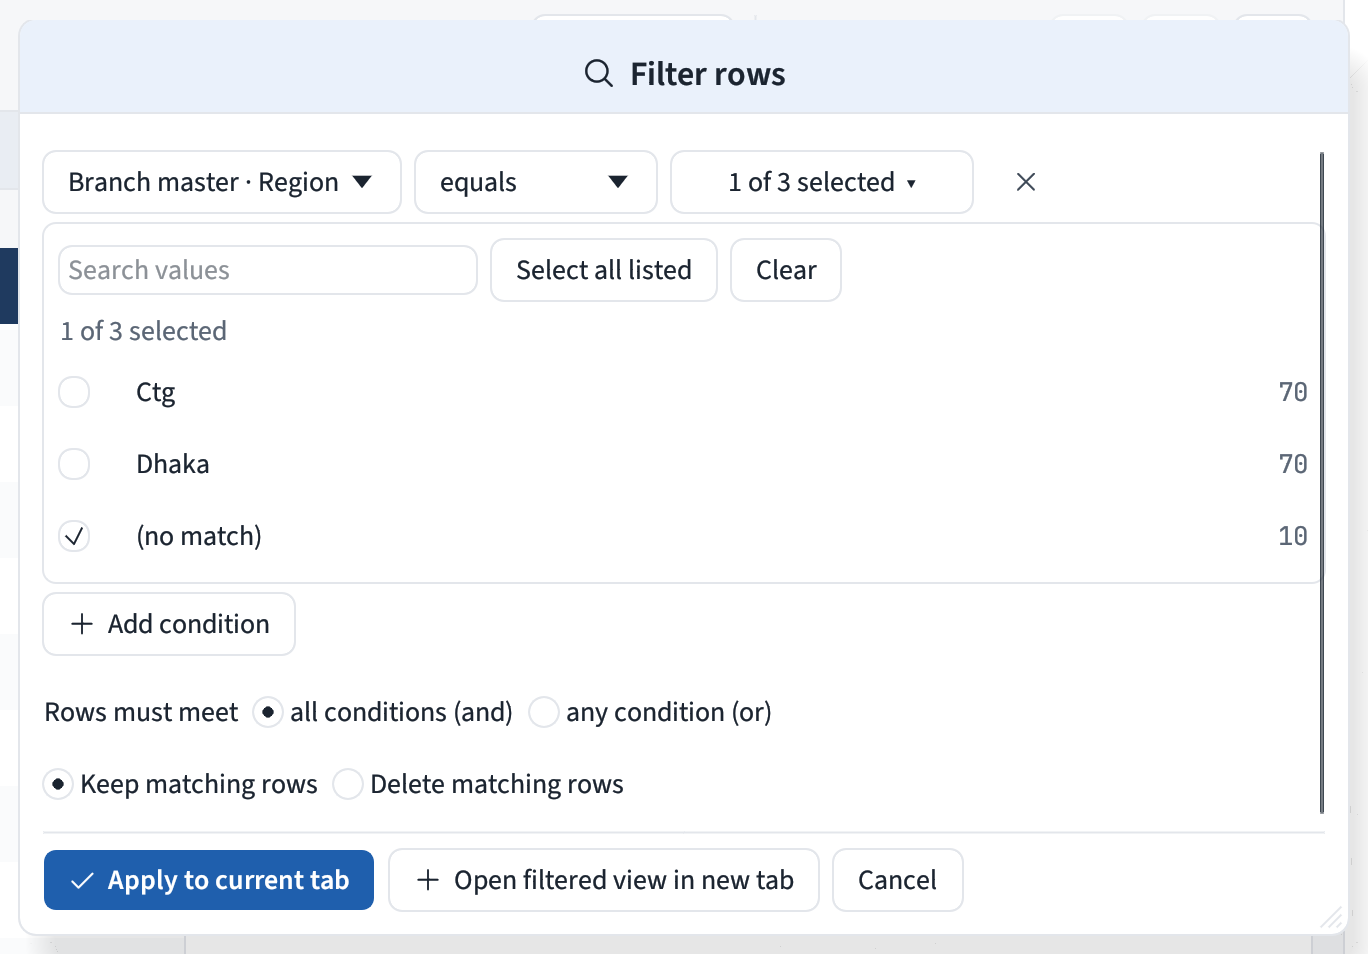 Filter rows
Branch master · Region ▼ equals ▼ 1 of 3 selected ▾ ×
Search values Select all listed Clear
1 of 3 selected
Ctg 70
Dhaka 70
✓ (no match) 10
+ Add condition
Rows must meet all conditions (and) any condition (or)
Keep matching rows Delete matching rows
✓ Apply to current tab + Open filtered view in new tab Cancel